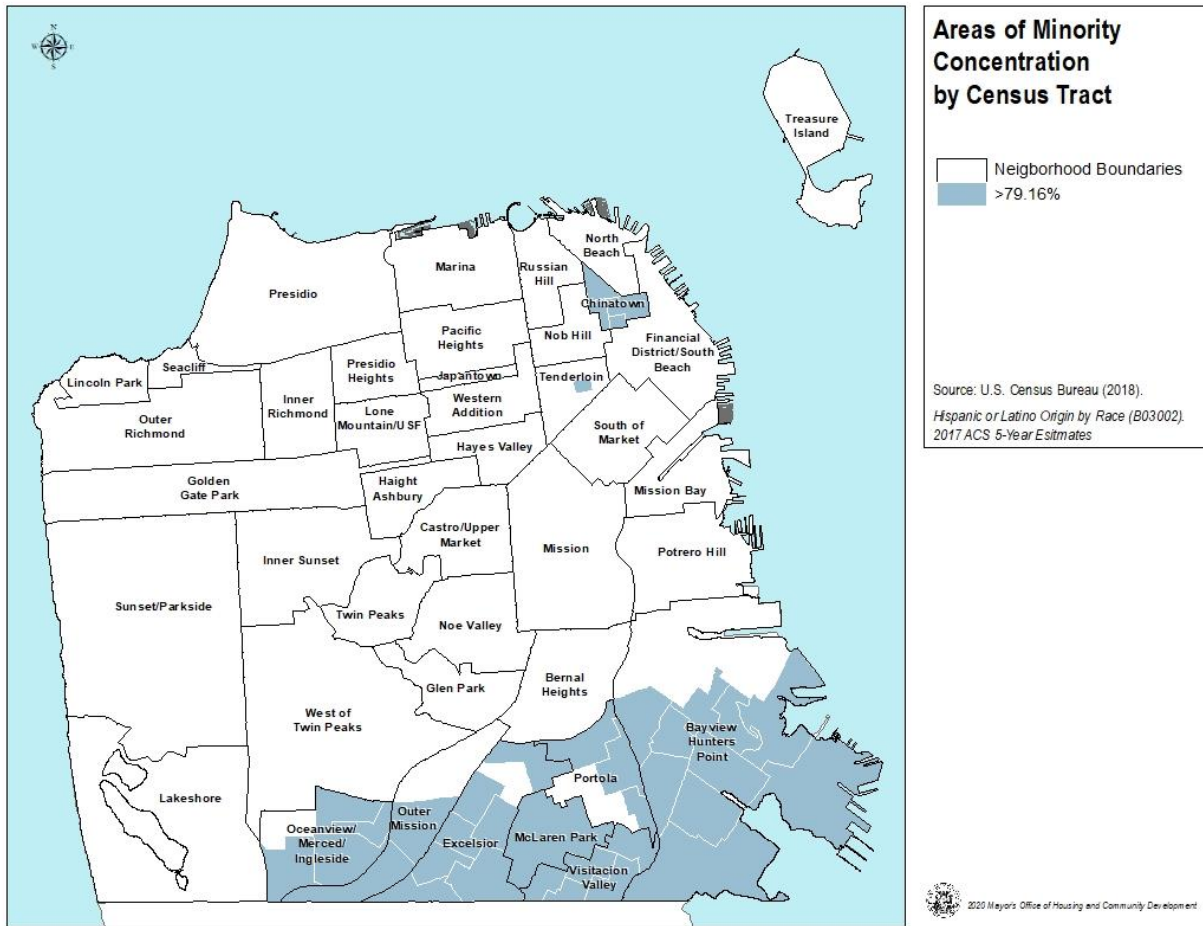 Areas of Minority
Concentration
by Census Tract
Neigborhood Boundaries
>79.16%
Source: U.S. Census Bureau (2018).
Hispanic or Latino Origin by Race (B03002).
2017 ACS 5-Year Esitmates
N
W
E
S
Treasure
Island
North
Beach
Marina
Russian
Hill
Presidio
Chinatown
Pacific
Heights
Nob Hill
Financial
District/South
Beach
Seacliff
Lincoln Park
Presidio
Heights
Japantown
Tenderloin
Inner
Richmond
Western
Addition
Outer
Richmond
Lone
Mountain/USF
South of
Market
Hayes Valley
Golden
Gate Park
Haight
Ashbury
Mission Bay
Castro/Upper
Market
Mission
Potrero Hill
Inner Sunset
Sunset/Parkside
Twin Peaks
Noe Valley
Glen Park
Bernal
Heights
West of
Twin Peaks
Bayview
Hunters
Point
Portola
Lakeshore
Oceanview/
Merced/
Ingleside
Outer
Mission
Excelsior
McLaren Park
Visitacion
Valley
2020 Mayor's Office of Housing and Community Development